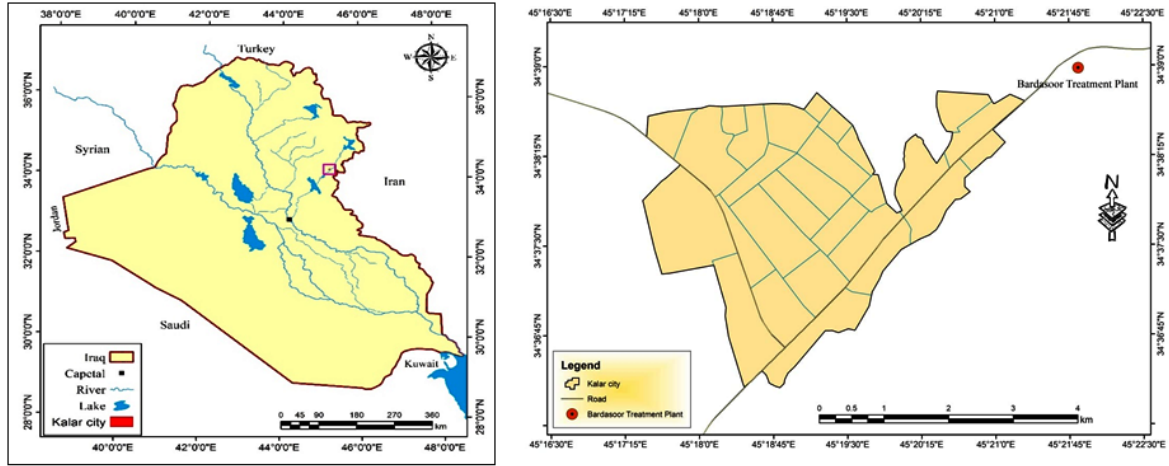 38°0'0"E 40°0'0"E 42°0'0"E 44°0'0"E 46°0'0"E 48°0'0"E
Turkey
N
W E
S
36°0'0"N
36°0'0"N
Syrian
34°0'0"N
34°0'0"N
Iran
Jordan
32°0'0"N
32°0'0"N
Saudi
30°0'0"N
30°0'0"N
Kuwait
28°0'0"N
28°0'0"N
Legend
Iraq
Capctal
River
Lake
Kalar city
0 45 90 180 270 360
km
40°0'0"E 42°0'0"E 44°0'0"E 46°0'0"E 48°0'0"E
45°16'30"E 45°17'15"E 45°18'0"E 45°18'45"E 45°19'30"E 45°20'15"E 45°21'0"E 45°21'45"E 45°22'30"E
34°39'0"N
34°39'0"N
Bardasoor Treatment Plant
34°38'15"N
34°38'15"N
N
34°37'30"N
34°37'30"N
34°36'45"N
34°36'45"N
Legend
Kalar city
Road
Bardasoor Treatment Plant
0 0.5 1 2 3 4
km
45°16'30"E 45°17'15"E 45°18'0"E 45°18'45"E 45°19'30"E 45°20'15"E 45°21'0"E 45°21'45"E 45°22'30"E